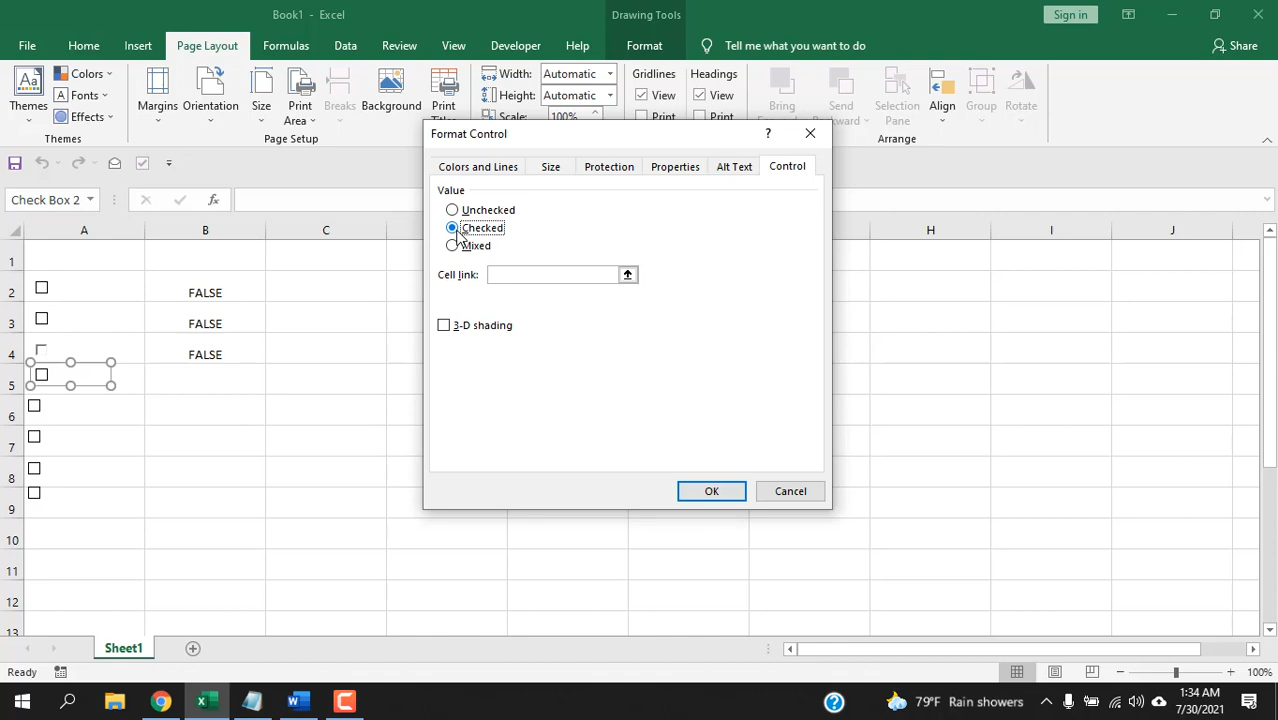 Book1 - Excel
Drawing Tools
Sign in
File Home Insert Page Layout Formulas Data Review View Developer Help Format Tell me what you want to do Share
Themes Colors Fonts Effects
Margins Orientation Size Print Area Breaks Background Print
Width: Automatic
Height: Automatic
100%
Gridlines Headings
View View
Print Print
Bring Send Selection Pane Align Group Rotate
Themes Page Setup Arrange
Format Control
?
Colors and Lines Size Protection Properties Alt Text Control
Value
Unchecked
Checked
Mixed
Cell link:
3-D shading
OK Cancel
Check Box 2
fx
A B C H I J
1
2 FALSE
3 FALSE
4 FALSE
5
6
7
8
9
10
11
12
13
Sheet1
Ready
100%
79°F Rain showers
1:34 AM
7/30/2021